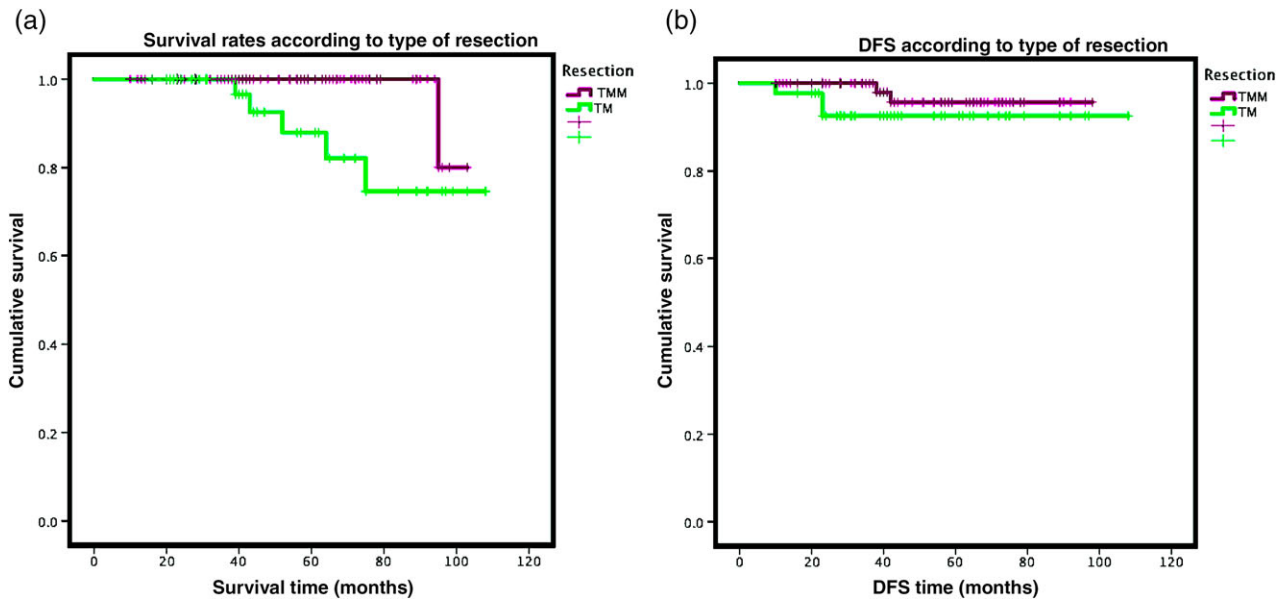 (a)
Survival rates according to type of resection
Cumulative survival
1.0
0.8
0.6
0.4
0.2
0.0
0 20 40 60 80 100 120
Survival time (months)
Resection
TMM
TM
(b)
DFS according to type of resection
Cumulative survival
1.0
0.8
0.6
0.4
0.2
0.0
0 20 40 60 80 100 120
DFS time (months)
Resection
TMM
TM